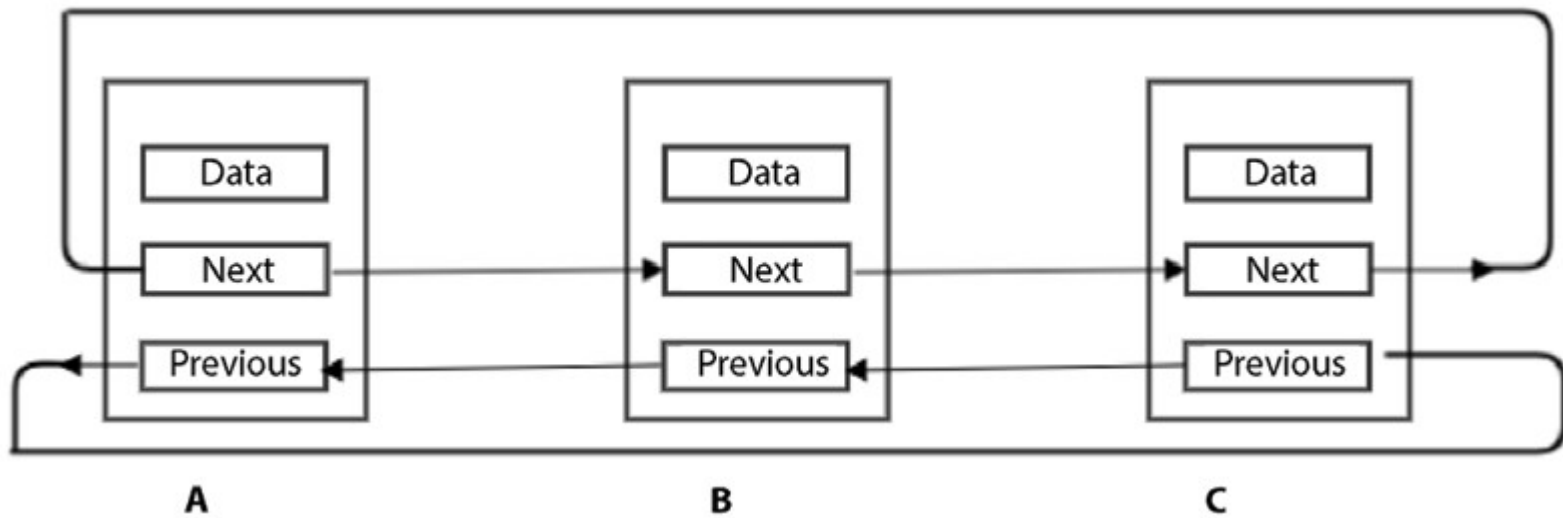 Data Data Data
Next Next Next
Previous Previous Previous
A B C